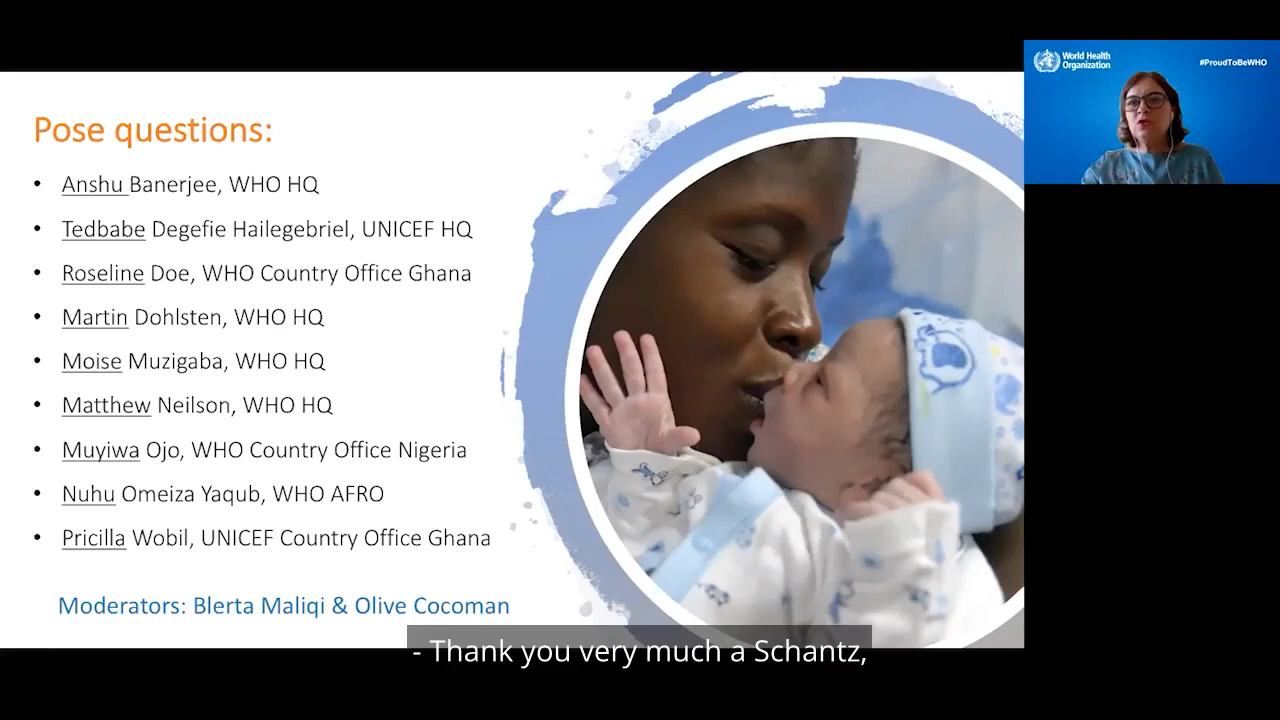 Pose questions:
• Anshu Banerjee, WHO HQ
• Tedbabe Degefie Hailegebriel, UNICEF HQ
• Roseline Doe, WHO Country Office Ghana
• Martin Dohlsten, WHO HQ
• Moise Muzigaba, WHO HQ
• Matthew Neilson, WHO HQ
• Muyiwa Ojo, WHO Country Office Nigeria
• Nuhu Omeiza Yaqub, WHO AFRO
• Pricilla Wobil, UNICEF Country Office Ghana
Moderators: Blerta Maliqi & Olive Cocoman
- Thank you very much a Schantz,
World Health
Organization
#ProudToBeWHO